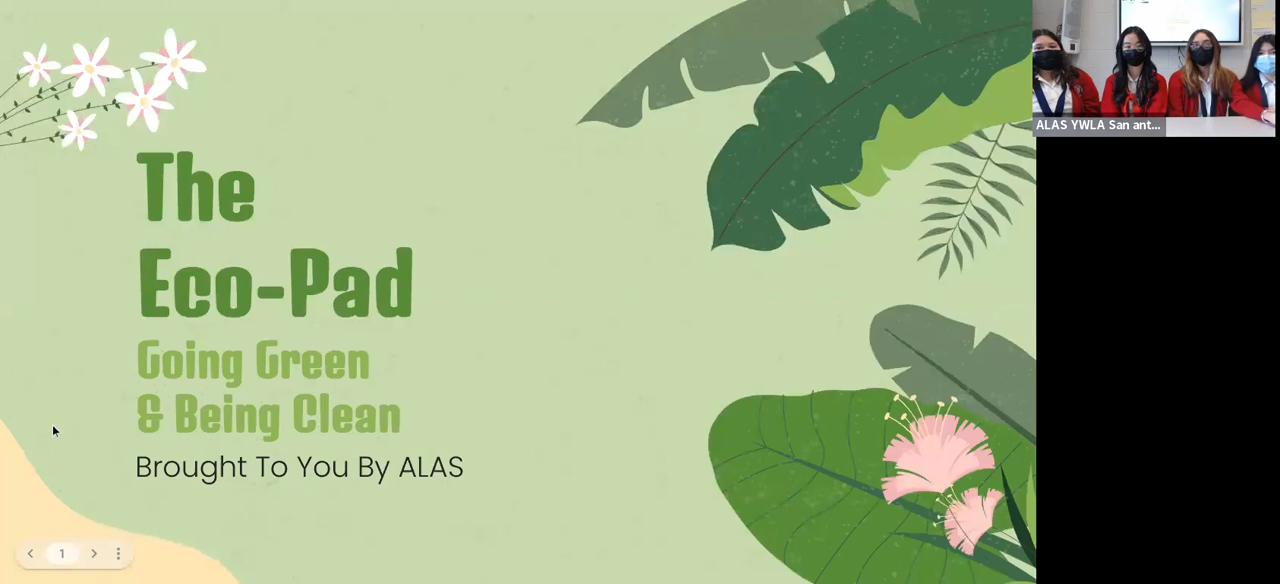 The
Eco-Pad
Going Green
& Being Clean
Brought To You By ALAS
1
ALAS YWLA San ant...